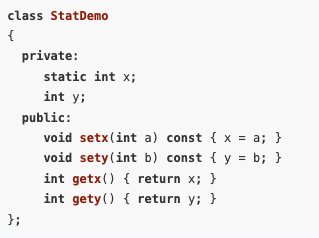 class StatDemo
{
  private:
     static int x;
     int y;
  public:
     void setx(int a) const { x = a; }
     void sety(int b) const { y = b; }
     int getx() { return x; }
     int gety() { return y; }
};